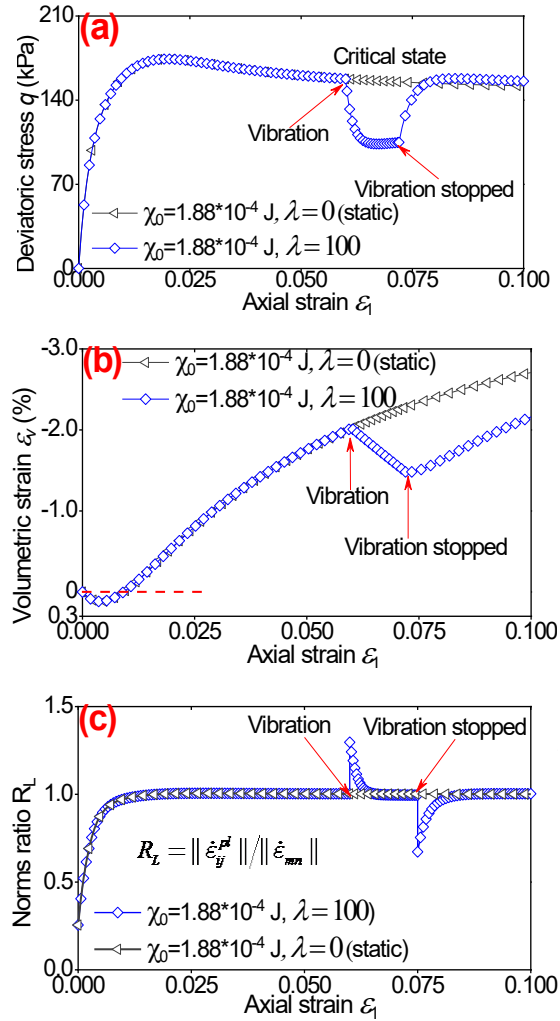 (a)
210
140
70
0
Deviatoric stress q (kPa)
Critical state
Vibration
Vibration stopped
χ₀=1.88*10⁻⁴ J, λ=0 (static)
χ₀=1.88*10⁻⁴ J, λ=100
0.000 0.025 0.050 0.075 0.100
Axial strain ε₁
(b)
-3.0
-2.0
-1.0
0
0.3
Volumetric strain εᵥ (%)
χ₀=1.88*10⁻⁴ J, λ=0 (static)
χ₀=1.88*10⁻⁴ J, λ=100
Vibration
Vibration stopped
0.000 0.025 0.050 0.075 0.100
Axial strain ε₁
(c)
1.5
1.0
0.5
0.0
Norms ratio R_L
Vibration
Vibration stopped
R_L = ‖ ε̇ᵢⱼᵖˡ ‖/‖ ε̇ₘₙ ‖
χ₀=1.88*10⁻⁴ J, λ=100)
χ₀=1.88*10⁻⁴ J, λ=0 (static)
0.000 0.025 0.050 0.075 0.100
Axial strain ε₁